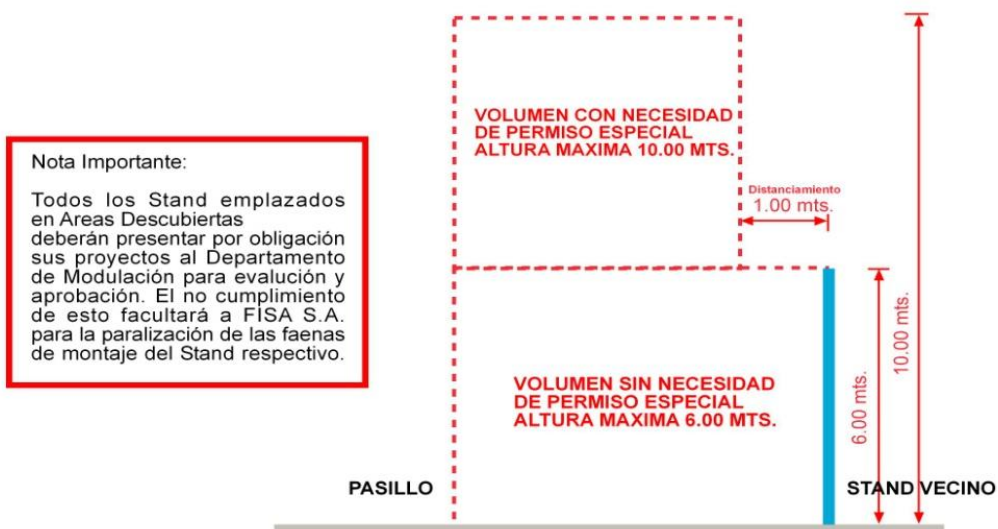 Nota Importante:
Todos los Stand emplazados
en Areas Descubiertas
deberán presentar por obligación
sus proyectos al Departamento
de Modulación para evalución y
aprobación. El no cumplimiento
de esto facultará a FISA S.A.
para la paralización de las faenas
de montaje del Stand respectivo.
VOLUMEN CON NECESIDAD
DE PERMISO ESPECIAL
ALTURA MAXIMA 10.00 MTS.
Distanciamiento
1.00 mts.
10.00 mts.
6.00 mts.
VOLUMEN SIN NECESIDAD
DE PERMISO ESPECIAL
ALTURA MAXIMA 6.00 MTS.
PASILLO
STAND VECINO